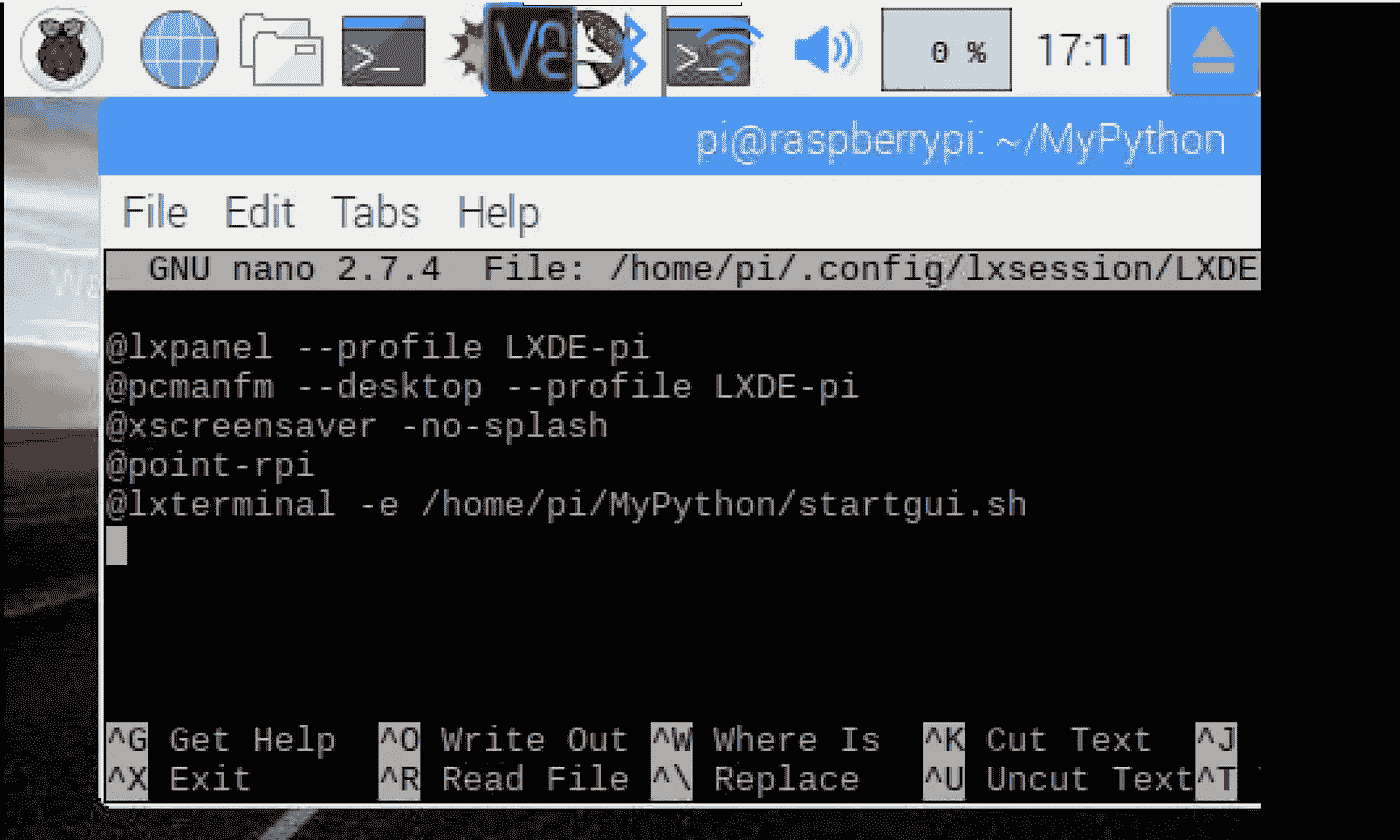 0 % 17:11
pi@raspberrypi: ~/MyPython
File Edit Tabs Help
GNU nano 2.7.4 File: /home/pi/.config/lxsession/LXDE
@lxpanel --profile LXDE-pi
@pcmanfm --desktop --profile LXDE-pi
@xscreensaver -no-splash
@point-rpi
@lxterminal -e /home/pi/MyPython/startgui.sh
^G Get Help ^O Write Out ^W Where Is ^K Cut Text ^J
^X Exit ^R Read File ^\ Replace ^U Uncut Text ^T